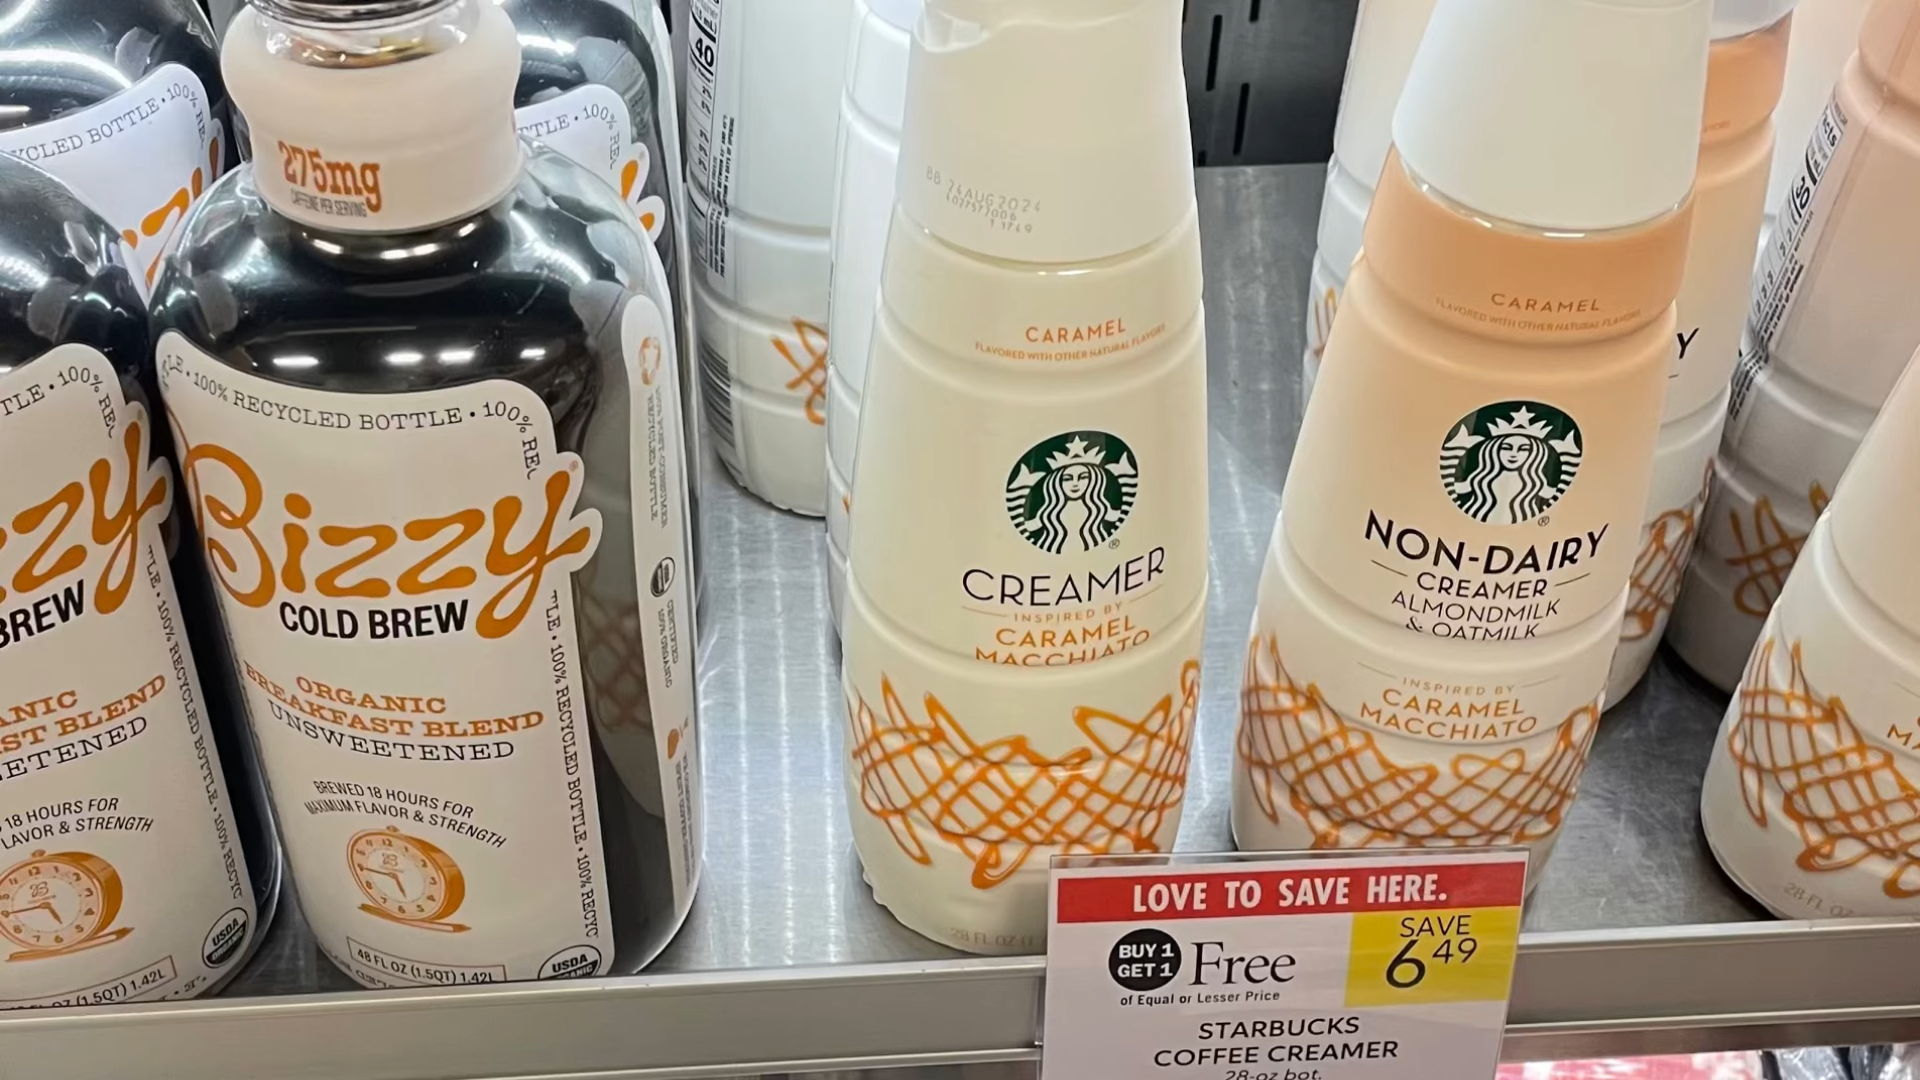 275mg
CAFFEINE PER SERVING
100% RECYCLED BOTTLE • 100% RE
Bizzy
COLD BREW
ORGANIC
BREAKFAST BLEND
UNSWEETENED
BREWED 18 HOURS FOR
MAXIMUM FLAVOR & STRENGTH
48 FL OZ (1.5QT) 1.42L
USDA
ORGANIC
BB 24AUG2024
CARAMEL
FLAVORED WITH OTHER NATURAL FLAVORS
CREAMER
INSPIRED BY
CARAMEL
MACCHIATO
CARAMEL
FLAVORED WITH OTHER NATURAL FLAVORS
NON-DAIRY
CREAMER
ALMONDMILK
& OATMILK
INSPIRED BY
CARAMEL
MACCHIATO
LOVE TO SAVE HERE.
BUY 1
GET 1
Free
of Equal or Lesser Price
SAVE
6 49
STARBUCKS
COFFEE CREAMER
28-oz bot.